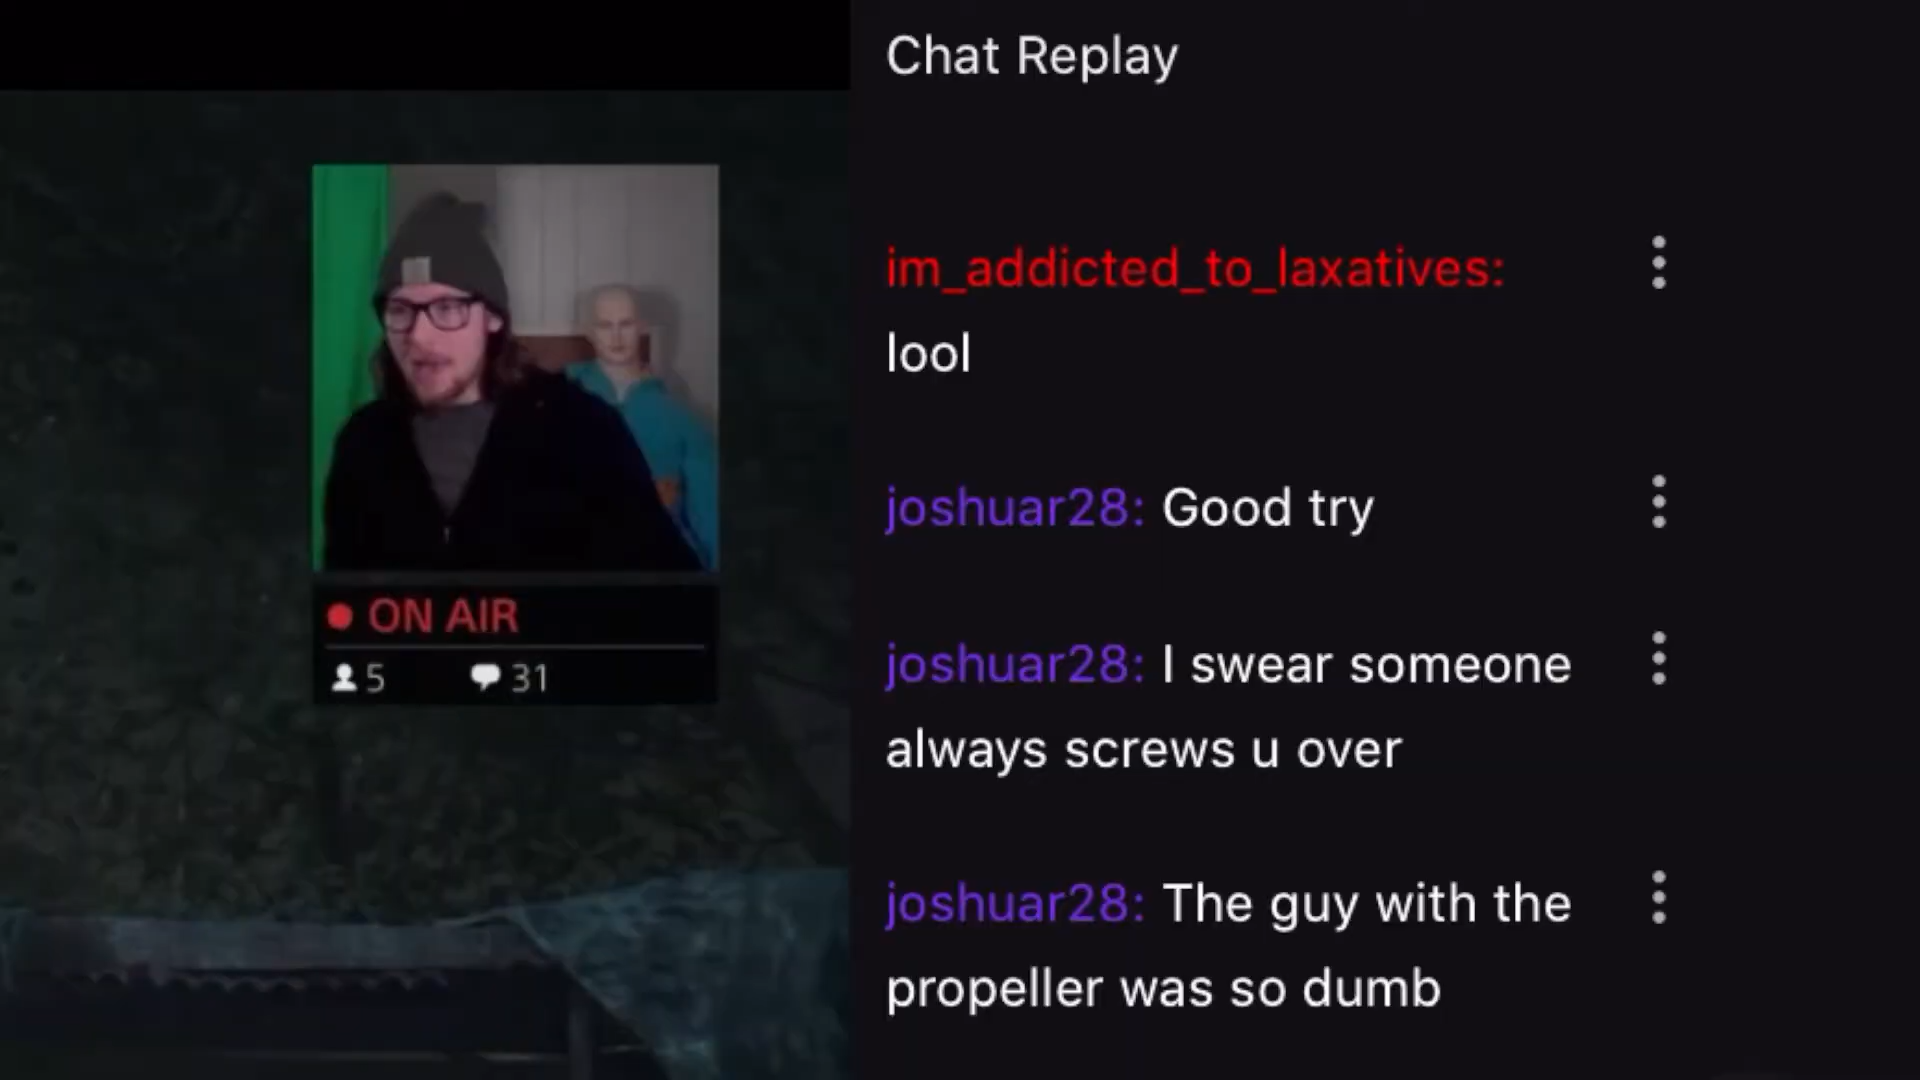 Chat Replay
im_addicted_to_laxatives:
lool
joshuar28: Good try
joshuar28: I swear someone
always screws u over
joshuar28: The guy with the
propeller was so dumb
ON AIR
5 31